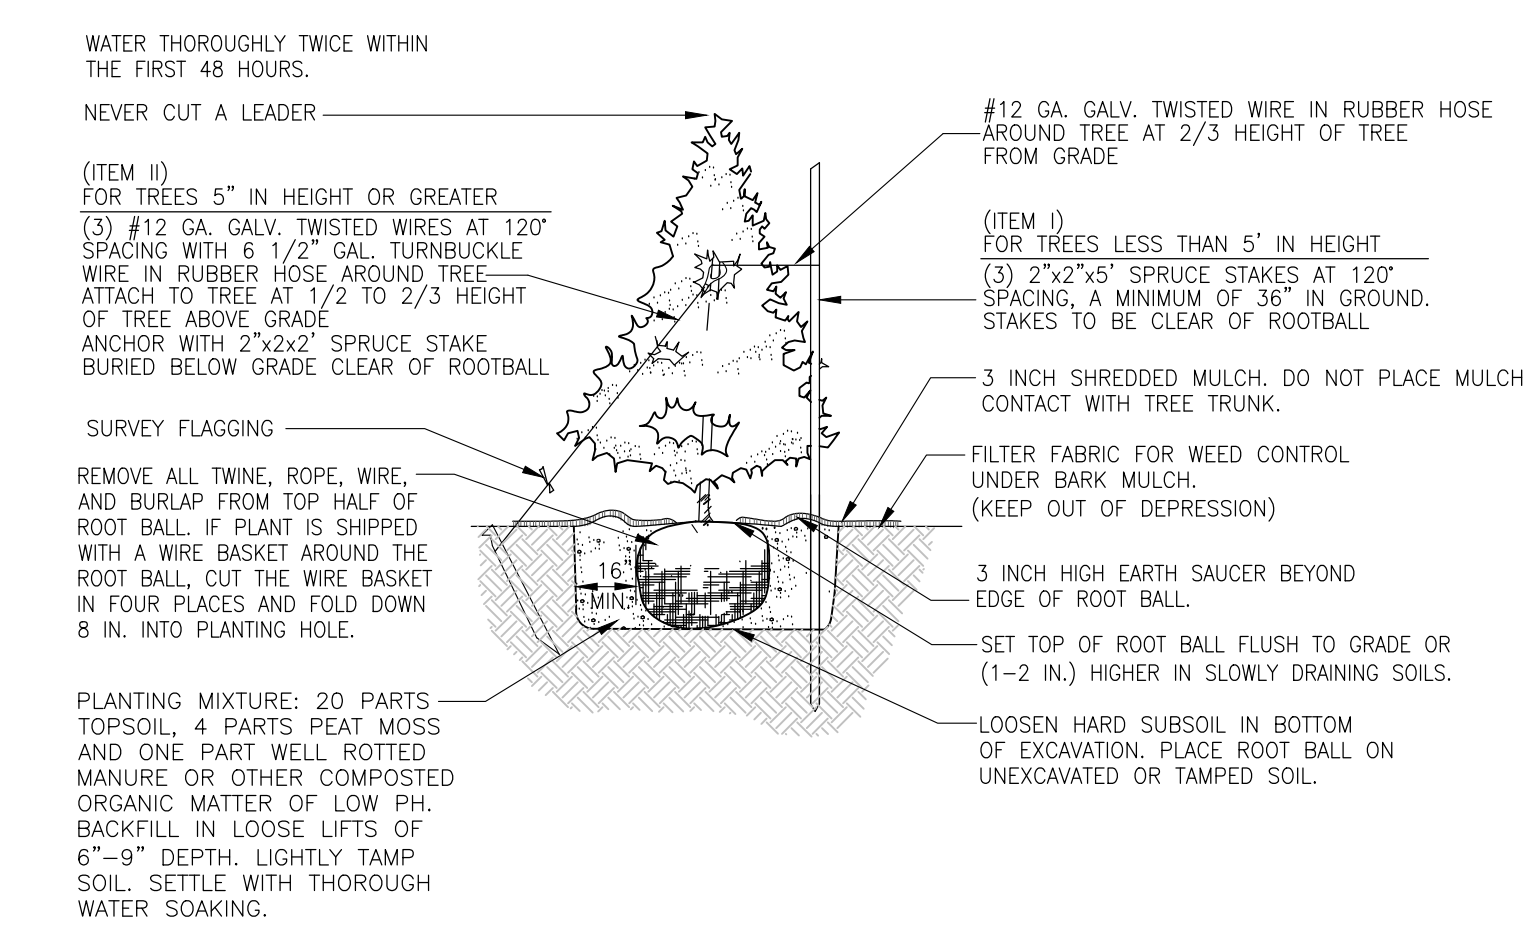 WATER THOROUGHLY TWICE WITHIN
THE FIRST 48 HOURS.
NEVER CUT A LEADER
(ITEM II)
FOR TREES 5" IN HEIGHT OR GREATER
(3) #12 GA. GALV. TWISTED WIRES AT 120°
SPACING WITH 6 1/2" GAL. TURNBUCKLE
WIRE IN RUBBER HOSE AROUND TREE
ATTACH TO TREE AT 1/2 TO 2/3 HEIGHT
OF TREE ABOVE GRADE
ANCHOR WITH 2"x2x2' SPRUCE STAKE
BURIED BELOW GRADE CLEAR OF ROOTBALL
SURVEY FLAGGING
REMOVE ALL TWINE, ROPE, WIRE,
AND BURLAP FROM TOP HALF OF
ROOT BALL. IF PLANT IS SHIPPED
WITH A WIRE BASKET AROUND THE
ROOT BALL, CUT THE WIRE BASKET
IN FOUR PLACES AND FOLD DOWN
8 IN. INTO PLANTING HOLE.
PLANTING MIXTURE: 20 PARTS
TOPSOIL, 4 PARTS PEAT MOSS
AND ONE PART WELL ROTTED
MANURE OR OTHER COMPOSTED
ORGANIC MATTER OF LOW PH.
BACKFILL IN LOOSE LIFTS OF
6"-9" DEPTH. LIGHTLY TAMP
SOIL. SETTLE WITH THOROUGH
WATER SOAKING.
16"
MIN.
#12 GA. GALV. TWISTED WIRE IN RUBBER HOSE
AROUND TREE AT 2/3 HEIGHT OF TREE
FROM GRADE
(ITEM I)
FOR TREES LESS THAN 5' IN HEIGHT
(3) 2"x2"x5' SPRUCE STAKES AT 120°
SPACING, A MINIMUM OF 36" IN GROUND.
STAKES TO BE CLEAR OF ROOTBALL
3 INCH SHREDDED MULCH. DO NOT PLACE MULCH
CONTACT WITH TREE TRUNK.
FILTER FABRIC FOR WEED CONTROL
UNDER BARK MULCH.
(KEEP OUT OF DEPRESSION)
3 INCH HIGH EARTH SAUCER BEYOND
EDGE OF ROOT BALL.
SET TOP OF ROOT BALL FLUSH TO GRADE OR
(1-2 IN.) HIGHER IN SLOWLY DRAINING SOILS.
LOOSEN HARD SUBSOIL IN BOTTOM
OF EXCAVATION. PLACE ROOT BALL ON
UNEXCAVATED OR TAMPED SOIL.